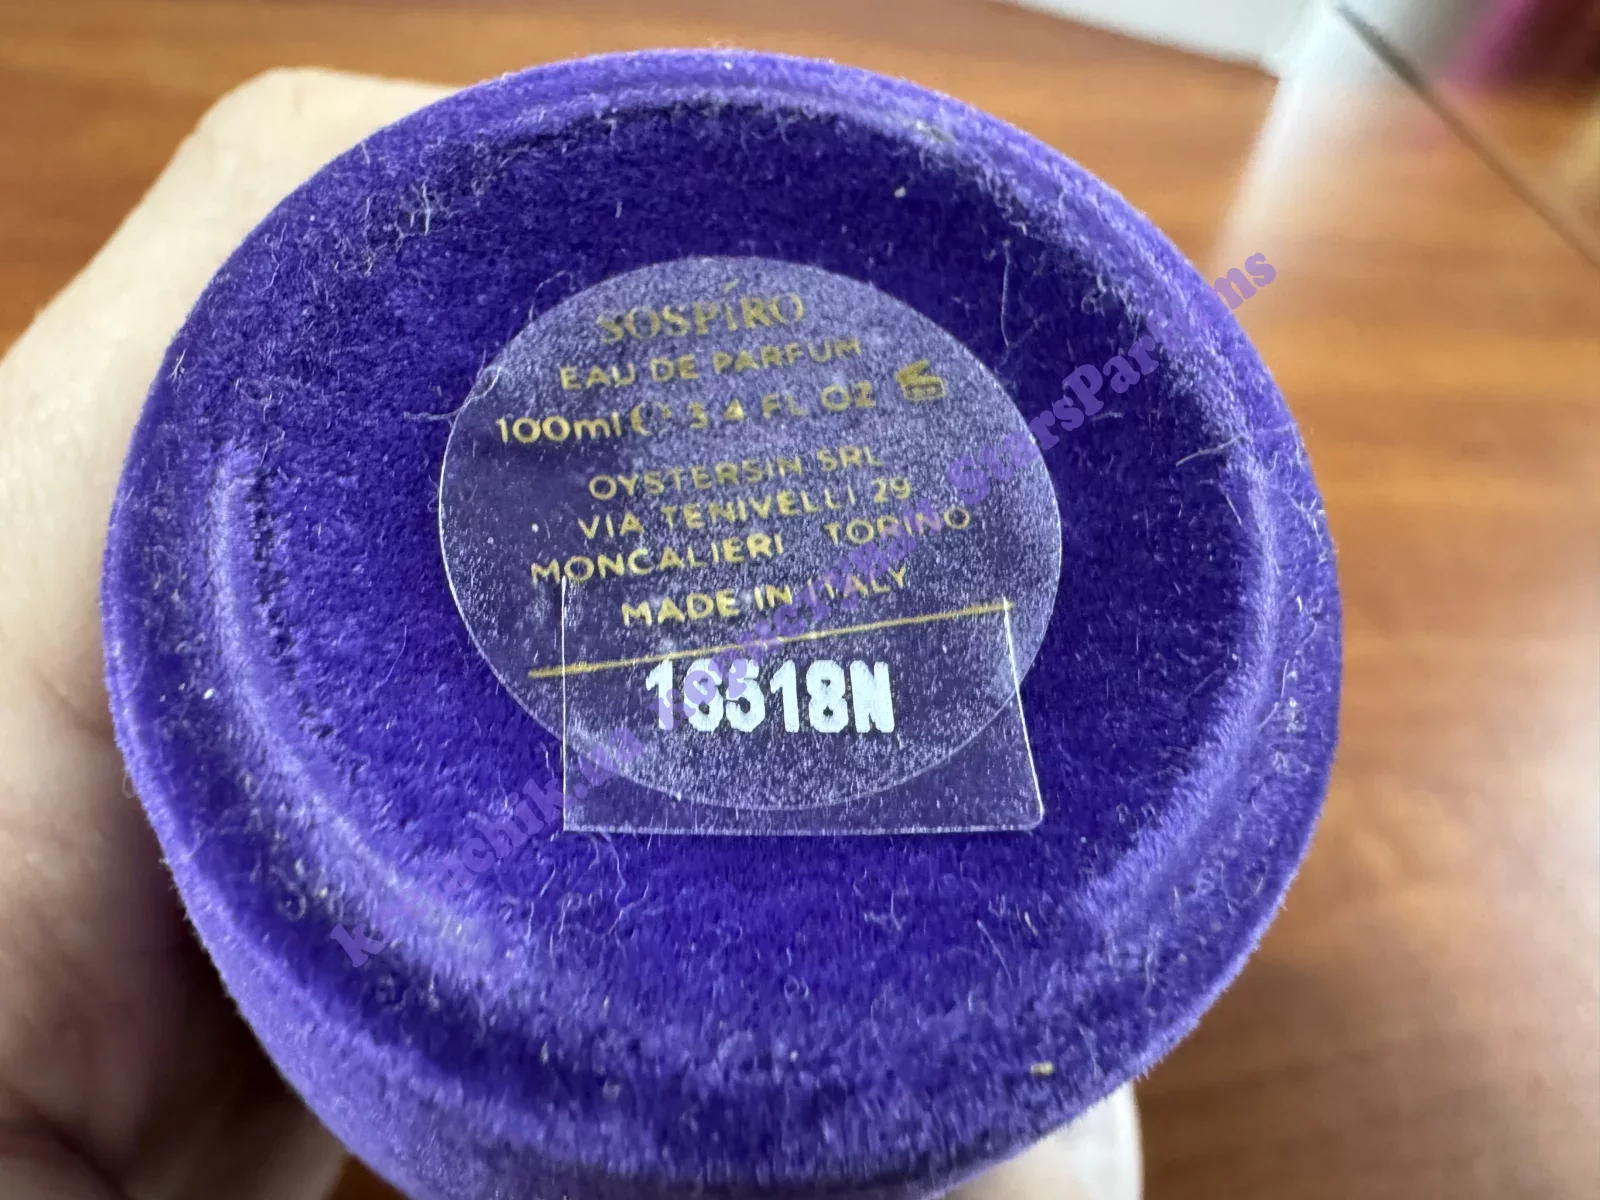 SOSPÍRO
EAU DE PARFUM
100ml e 3.4 FL OZ
OYSTERSIN SRL
VIA TENIVELLI 29
MONCALIERI TORINO
MADE IN ITALY
16518N